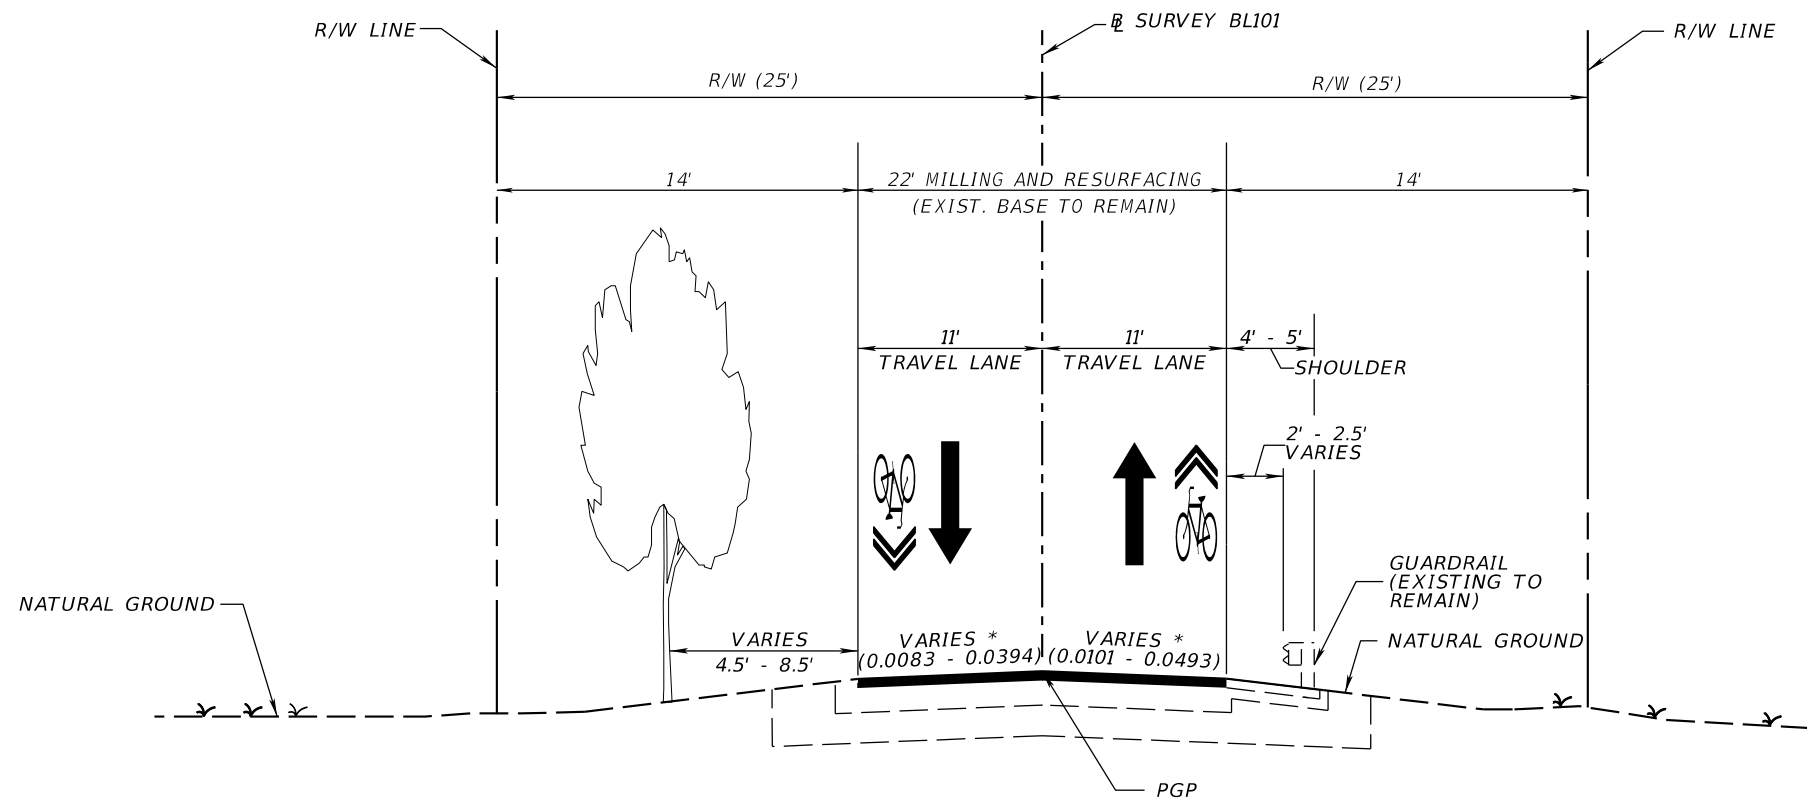 R/W LINE
℄ SURVEY BL101
R/W LINE
R/W (25')
R/W (25')
14'
22' MILLING AND RESURFACING
(EXIST. BASE TO REMAIN)
14'
11'
TRAVEL LANE
11'
TRAVEL LANE
4' - 5'
SHOULDER
2' - 2.5'
VARIES
GUARDRAIL
(EXISTING TO
REMAIN)
NATURAL GROUND
NATURAL GROUND
VARIES
4.5' - 8.5'
VARIES *
(0.0083 - 0.0394)
VARIES *
(0.0101 - 0.0493)
PGP